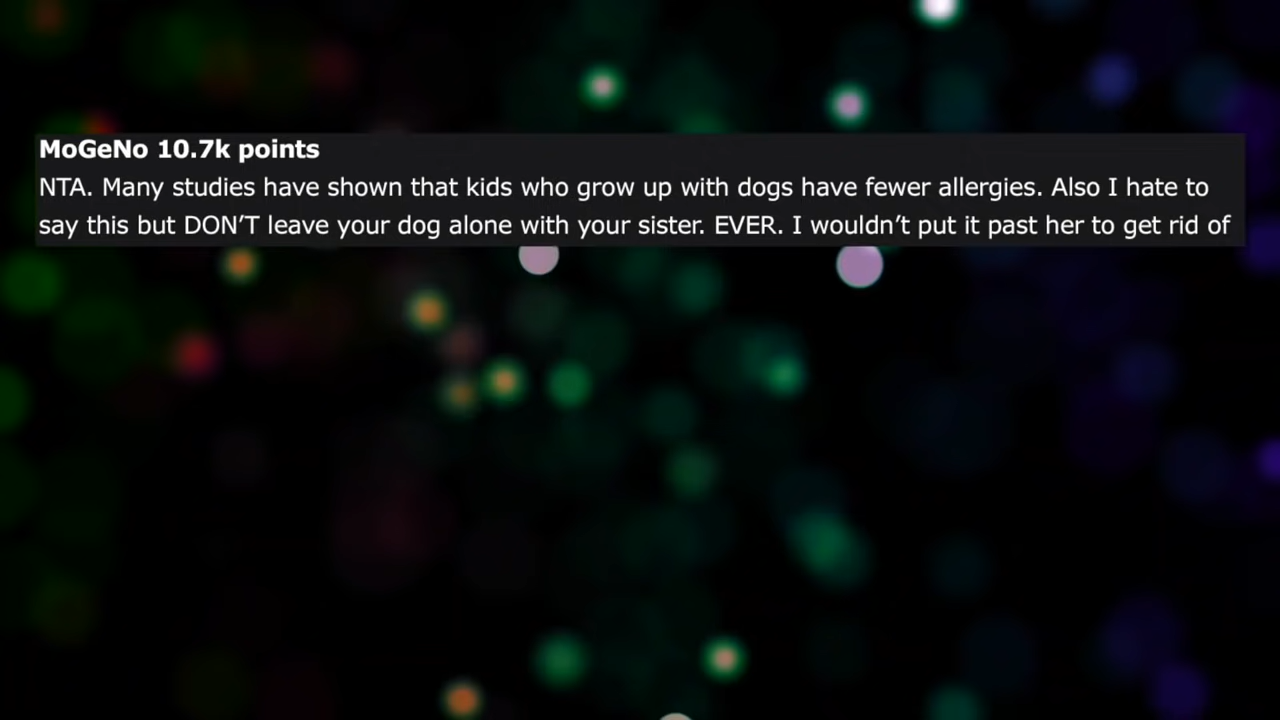 MoGeNo 10.7k points
NTA. Many studies have shown that kids who grow up with dogs have fewer allergies. Also I hate to
say this but DON’T leave your dog alone with your sister. EVER. I wouldn’t put it past her to get rid of